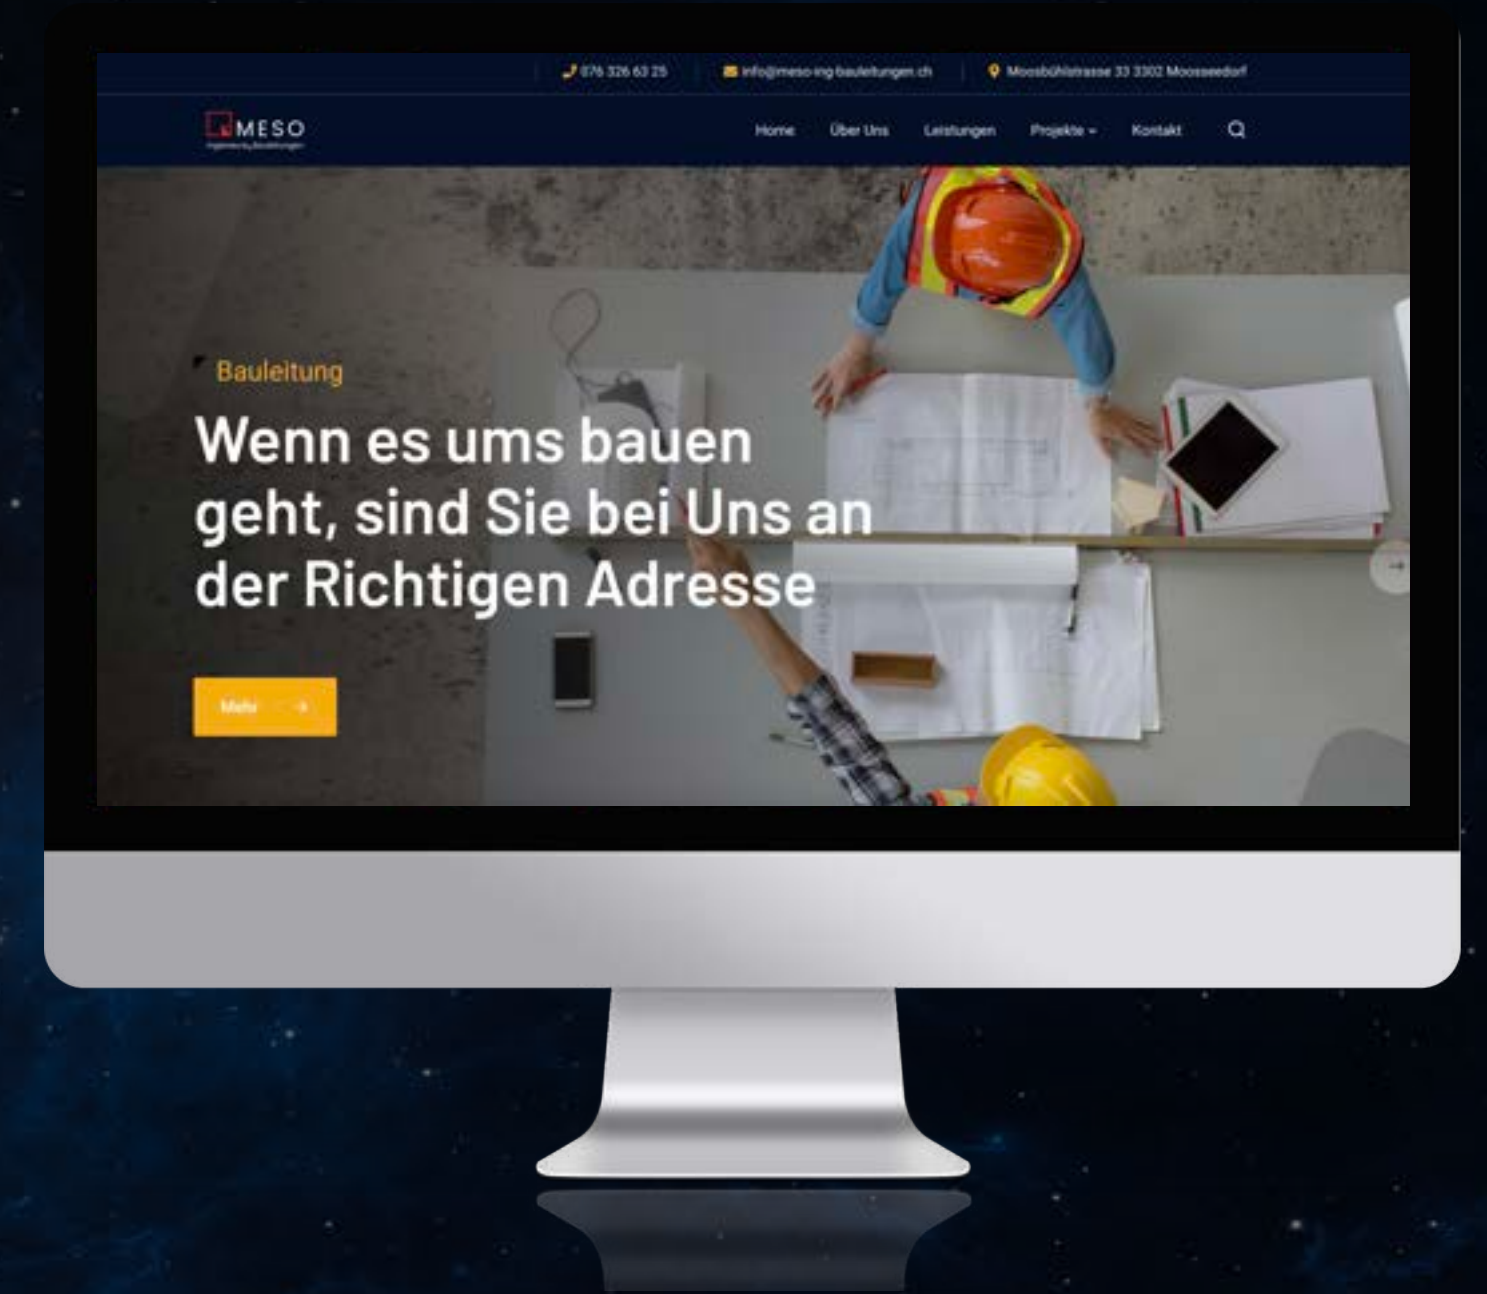 076 326 63 25
info@meso-ing-bauleitungen.ch
Moosbühlstrasse 33 3302 Moosseedorf
MESO
Home Über Uns Leistungen Projekte Kontakt
Bauleitung
Wenn es ums bauen
geht, sind Sie bei Uns an
der Richtigen Adresse
Mehr